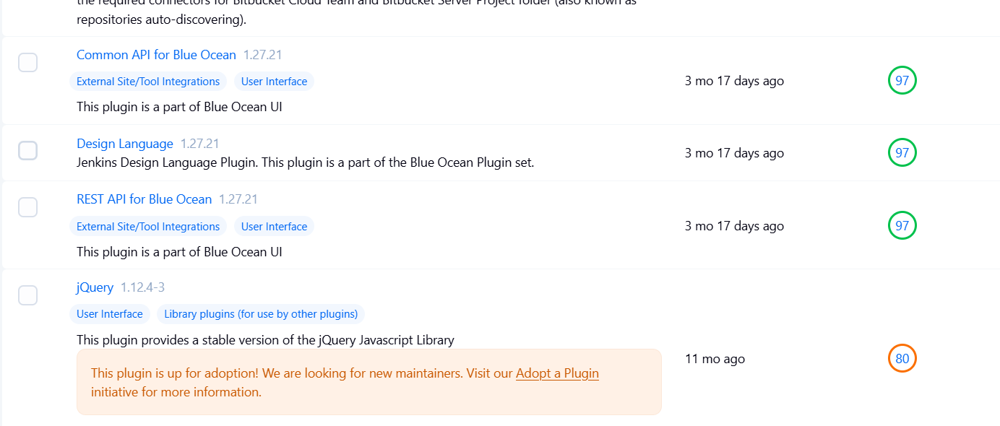 the required connectors for Bitbucket Cloud Team and Bitbucket Server Project folder (also known as
repositories auto-discovering).
Common API for Blue Ocean 1.27.21
External Site/Tool Integrations User Interface
This plugin is a part of Blue Ocean UI
3 mo 17 days ago
97
Design Language 1.27.21
Jenkins Design Language Plugin. This plugin is a part of the Blue Ocean Plugin set.
3 mo 17 days ago
97
REST API for Blue Ocean 1.27.21
External Site/Tool Integrations User Interface
This plugin is a part of Blue Ocean UI
3 mo 17 days ago
97
jQuery 1.12.4-3
User Interface Library plugins (for use by other plugins)
This plugin provides a stable version of the jQuery Javascript Library
This plugin is up for adoption! We are looking for new maintainers. Visit our Adopt a Plugin
initiative for more information.
11 mo ago
80